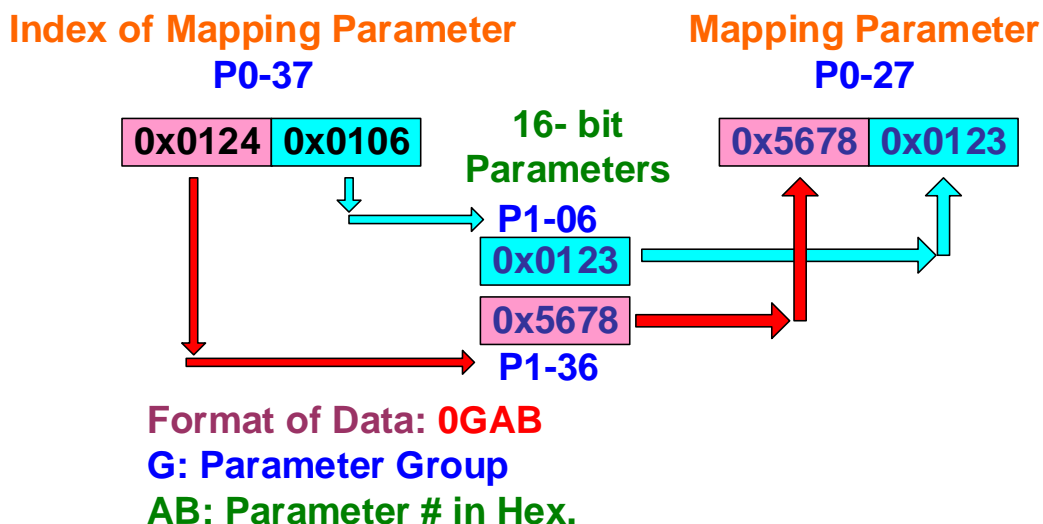 Index of Mapping Parameter
P0-37
Mapping Parameter
P0-27
0x0124 0x0106
16- bit
Parameters
0x5678 0x0123
P1-06
0x0123
0x5678
P1-36
Format of Data: 0GAB
G: Parameter Group
AB: Parameter # in Hex.